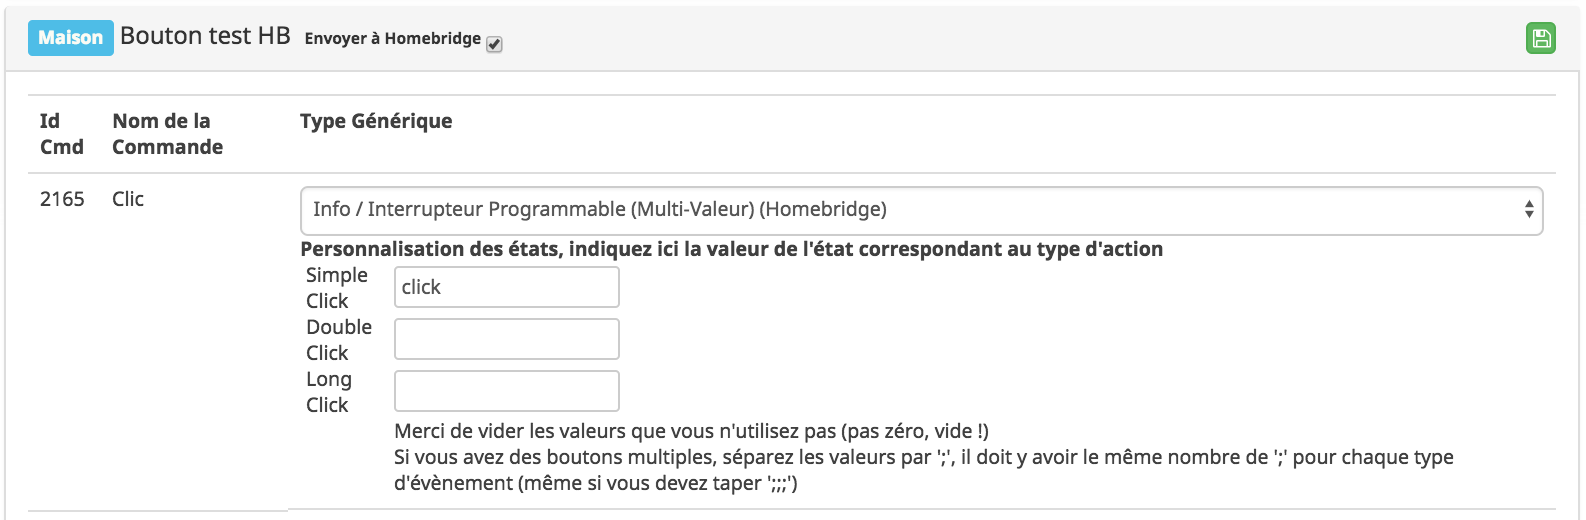 Maison Bouton test HB Envoyer à Homebridge
Id Cmd
Nom de la Commande
Type Générique
2165 Clic Info / Interrupteur Programmable (Multi-Valeur) (Homebridge)
Personnalisation des états, indiquez ici la valeur de l'état correspondant au type d'action
Simple Click
click
Double Click
Long Click
Merci de vider les valeurs que vous n'utilisez pas (pas zéro, vide !)
Si vous avez des boutons multiples, séparez les valeurs par ';', il doit y avoir le même nombre de ';' pour chaque type
d'évènement (même si vous devez taper ';;;')